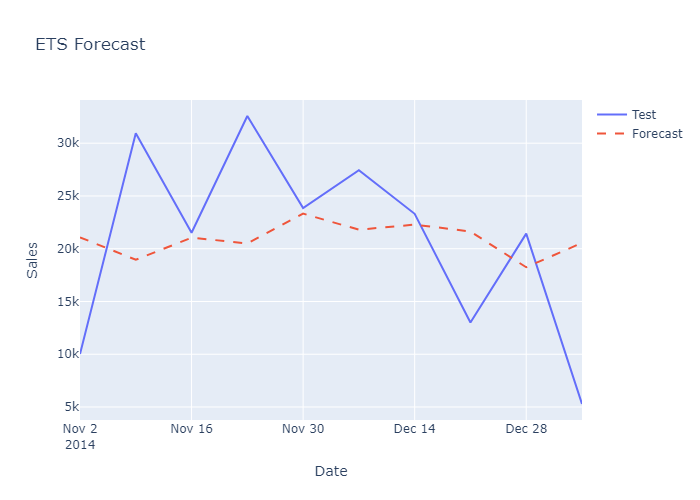 ETS Forecast
Test
Forecast
30k
25k
20k
15k
10k
5k
Sales
Nov 2
2014
Nov 16
Nov 30
Dec 14
Dec 28
Date